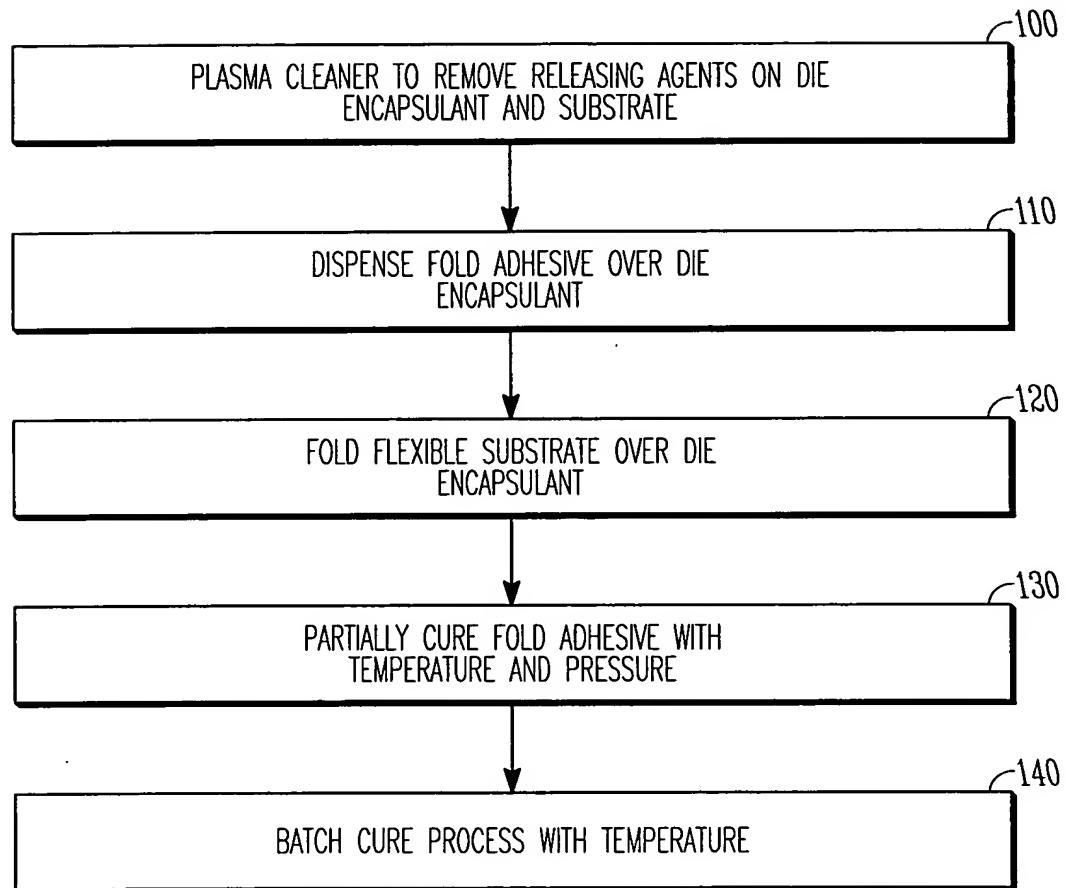 100
PLASMA CLEANER TO REMOVE RELEASING AGENTS ON DIE
ENCAPSULANT AND SUBSTRATE
110
DISPENSE FOLD ADHESIVE OVER DIE
ENCAPSULANT
120
FOLD FLEXIBLE SUBSTRATE OVER DIE
ENCAPSULANT
130
PARTIALLY CURE FOLD ADHESIVE WITH
TEMPERATURE AND PRESSURE
140
BATCH CURE PROCESS WITH TEMPERATURE